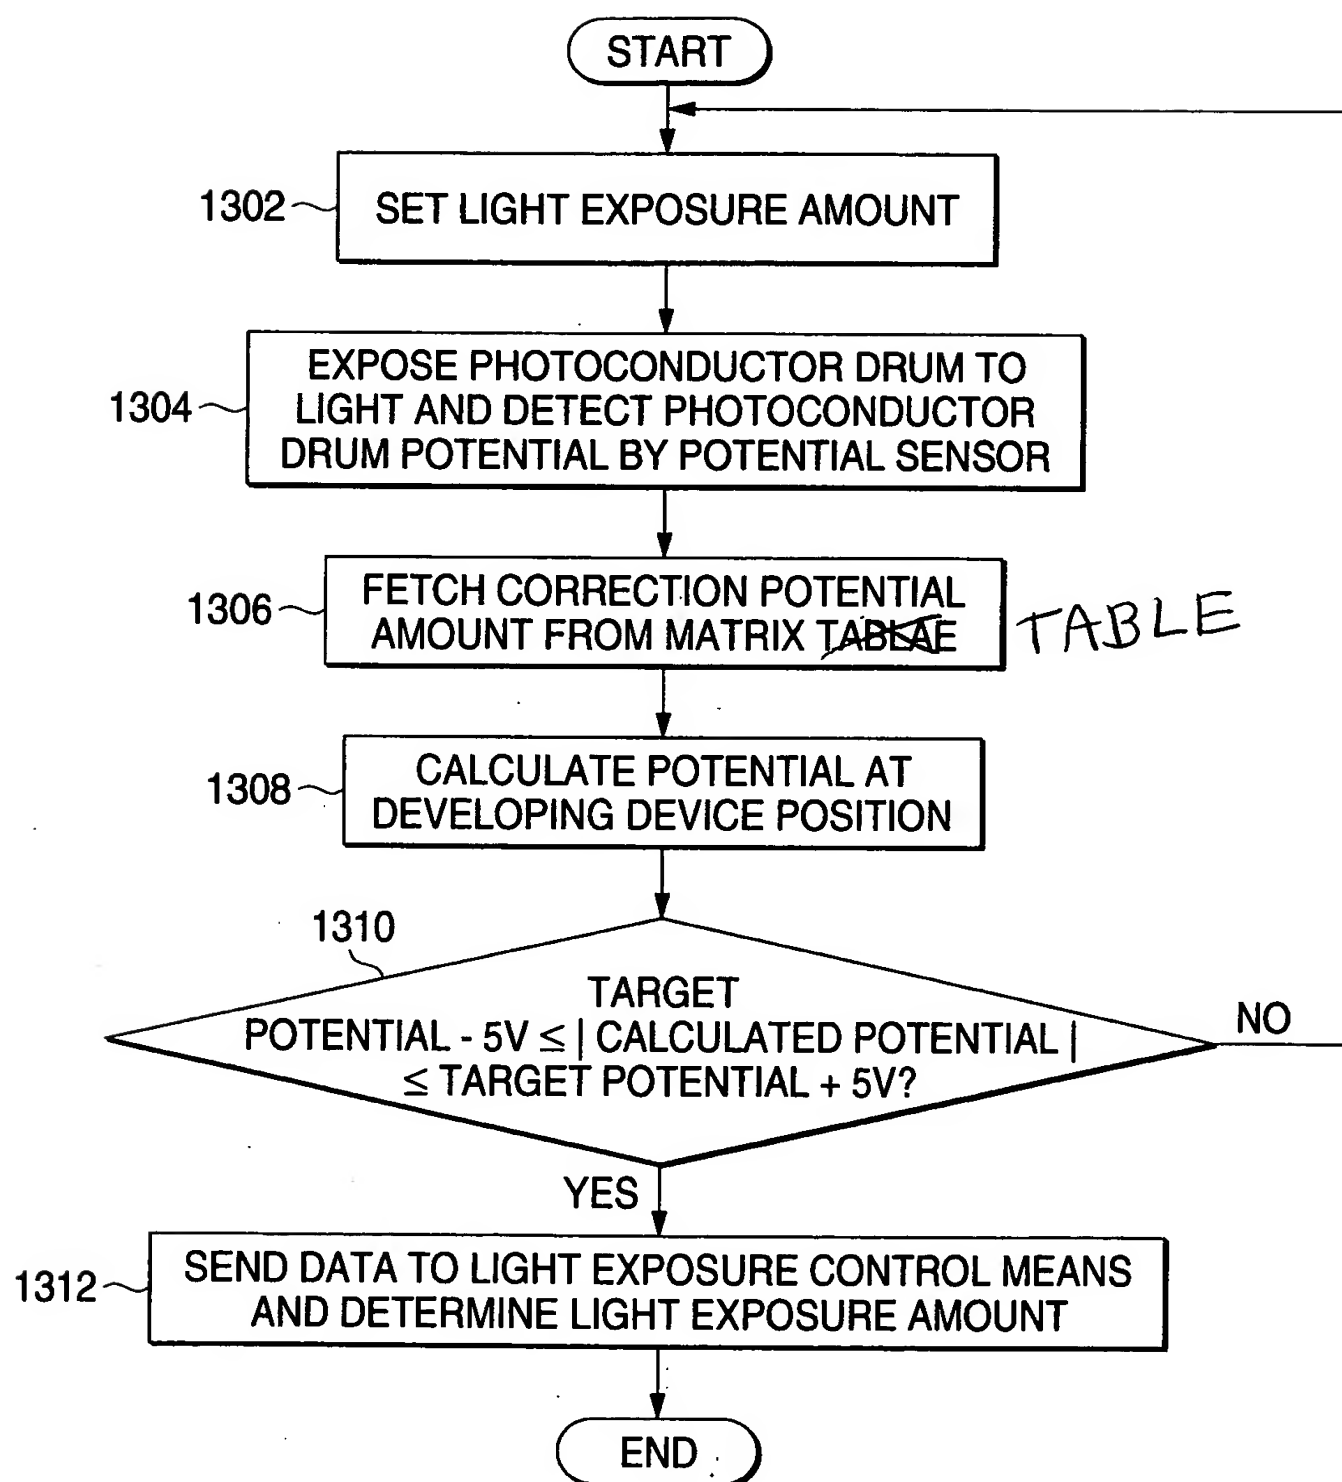 START
1302
SET LIGHT EXPOSURE AMOUNT
1304
EXPOSE PHOTOCONDUCTOR DRUM TO
LIGHT AND DETECT PHOTOCONDUCTOR
DRUM POTENTIAL BY POTENTIAL SENSOR
1306
FETCH CORRECTION POTENTIAL
AMOUNT FROM MATRIX TABLAE
TABLE
1308
CALCULATE POTENTIAL AT
DEVELOPING DEVICE POSITION
1310
TARGET
POTENTIAL - 5V ≤ | CALCULATED POTENTIAL |
≤ TARGET POTENTIAL + 5V?
NO
YES
1312
SEND DATA TO LIGHT EXPOSURE CONTROL MEANS
AND DETERMINE LIGHT EXPOSURE AMOUNT
END